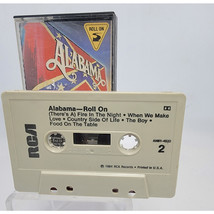 ROLL ON
ALABAMA
Alabama—Roll On
(There's A) Fire In The Night • When We Make
Love • Country Side Of Life • The Boy •
Food On The Table
RCA
2